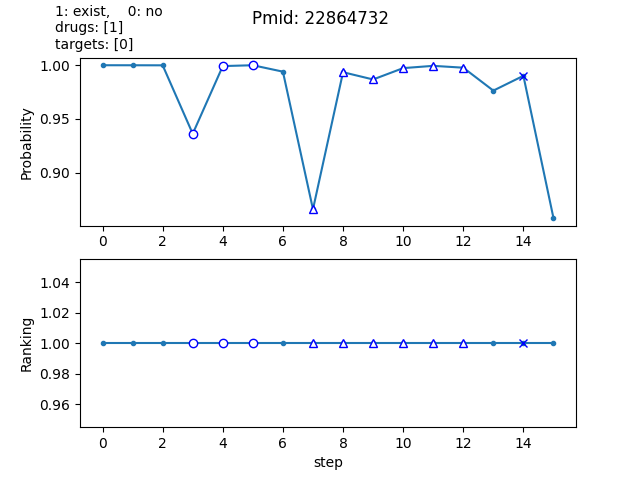 1: exist,    0: no
drugs: [1]
targets: [0]
Pmid: 22864732
Probability
1.00
0.95
0.90
0 2 4 6 8 10 12 14
Ranking
1.04
1.02
1.00
0.98
0.96
0 2 4 6 8 10 12 14
step